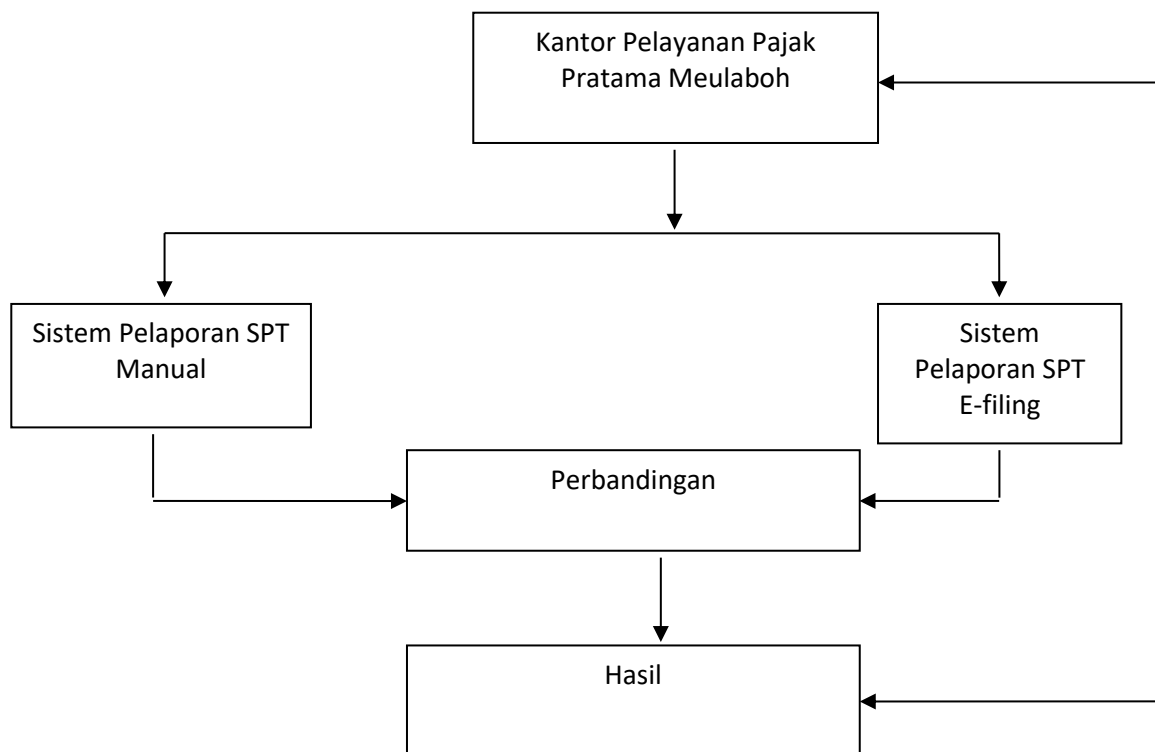 Kantor Pelayanan Pajak
Pratama Meulaboh
Sistem Pelaporan SPT
Manual
Sistem
Pelaporan SPT
E-filing
Perbandingan
Hasil